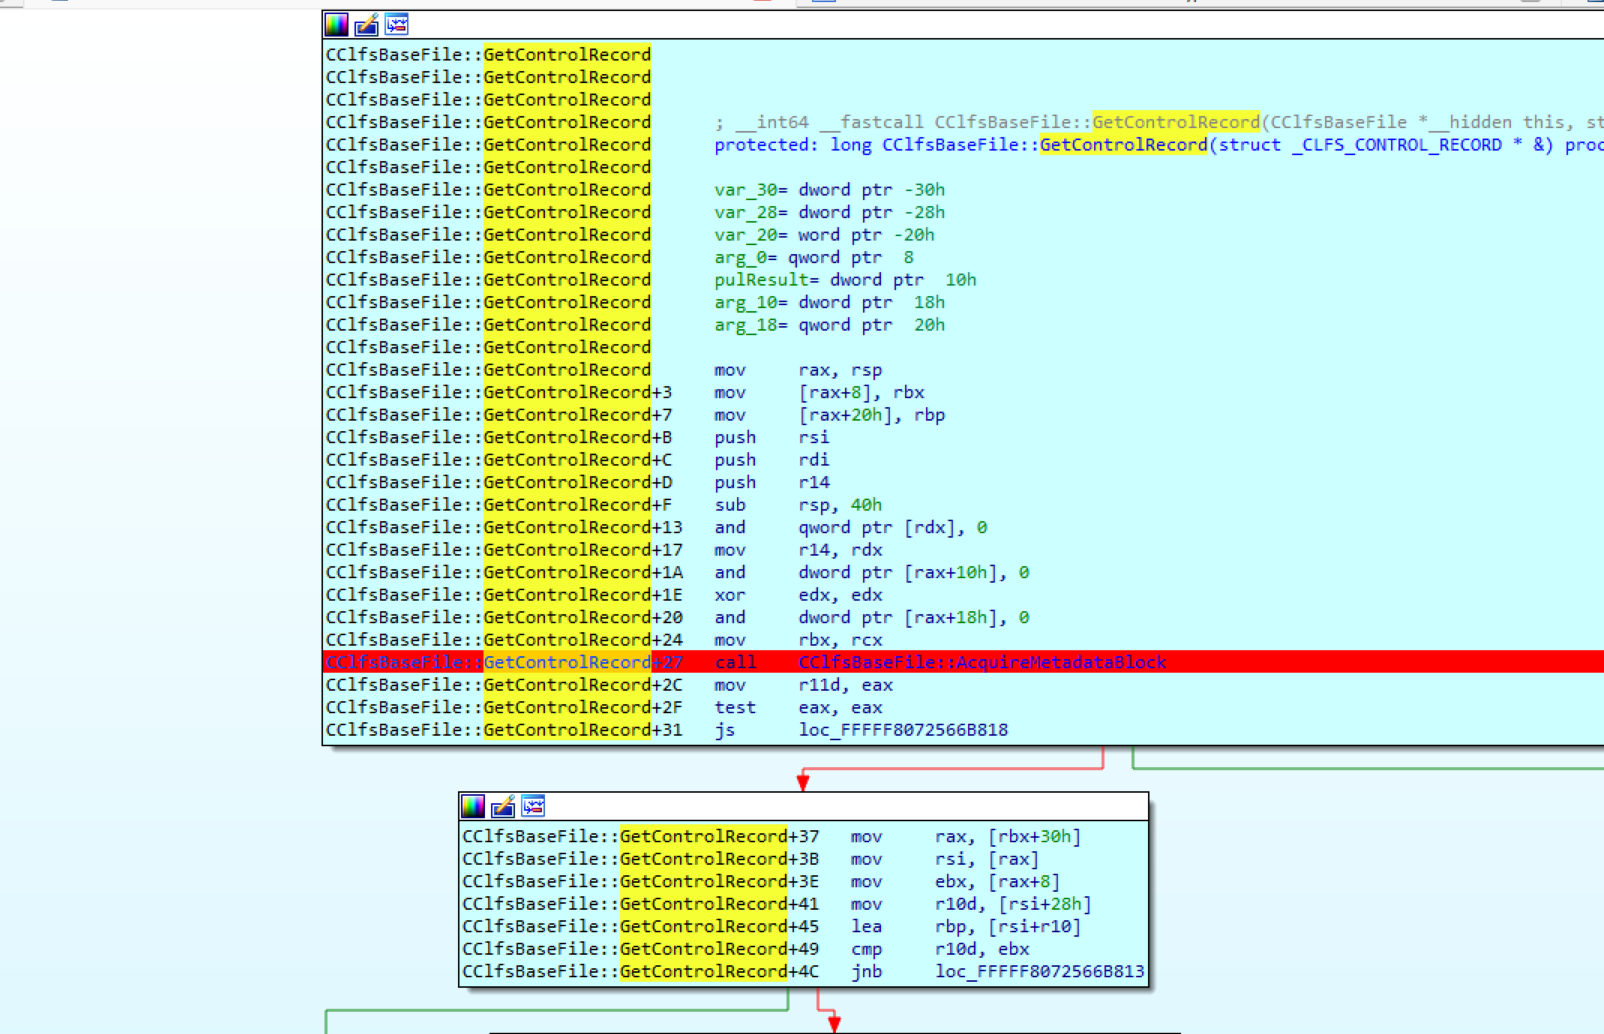 CClfsBaseFile::GetControlRecord
CClfsBaseFile::GetControlRecord
CClfsBaseFile::GetControlRecord
CClfsBaseFile::GetControlRecord ; __int64 __fastcall CClfsBaseFile::GetControlRecord(CClfsBaseFile *__hidden this, st
CClfsBaseFile::GetControlRecord protected: long CClfsBaseFile::GetControlRecord(struct _CLFS_CONTROL_RECORD * &) proc
CClfsBaseFile::GetControlRecord
CClfsBaseFile::GetControlRecord var_30= dword ptr -30h
CClfsBaseFile::GetControlRecord var_28= dword ptr -28h
CClfsBaseFile::GetControlRecord var_20= word ptr -20h
CClfsBaseFile::GetControlRecord arg_0= qword ptr  8
CClfsBaseFile::GetControlRecord pulResult= dword ptr  10h
CClfsBaseFile::GetControlRecord arg_10= dword ptr  18h
CClfsBaseFile::GetControlRecord arg_18= qword ptr  20h
CClfsBaseFile::GetControlRecord
CClfsBaseFile::GetControlRecord mov rax, rsp
CClfsBaseFile::GetControlRecord+3 mov [rax+8], rbx
CClfsBaseFile::GetControlRecord+7 mov [rax+20h], rbp
CClfsBaseFile::GetControlRecord+B push rsi
CClfsBaseFile::GetControlRecord+C push rdi
CClfsBaseFile::GetControlRecord+D push r14
CClfsBaseFile::GetControlRecord+F sub rsp, 40h
CClfsBaseFile::GetControlRecord+13 and qword ptr [rdx], 0
CClfsBaseFile::GetControlRecord+17 mov r14, rdx
CClfsBaseFile::GetControlRecord+1A and dword ptr [rax+10h], 0
CClfsBaseFile::GetControlRecord+1E xor edx, edx
CClfsBaseFile::GetControlRecord+20 and dword ptr [rax+18h], 0
CClfsBaseFile::GetControlRecord+24 mov rbx, rcx
CClfsBaseFile::GetControlRecord+27 call CClfsBaseFile::AcquireMetadataBlock
CClfsBaseFile::GetControlRecord+2C mov r11d, eax
CClfsBaseFile::GetControlRecord+2F test eax, eax
CClfsBaseFile::GetControlRecord+31 js loc_FFFFF8072566B818
CClfsBaseFile::GetControlRecord+37 mov rax, [rbx+30h]
CClfsBaseFile::GetControlRecord+3B mov rsi, [rax]
CClfsBaseFile::GetControlRecord+3E mov ebx, [rax+8]
CClfsBaseFile::GetControlRecord+41 mov r10d, [rsi+28h]
CClfsBaseFile::GetControlRecord+45 lea rbp, [rsi+r10]
CClfsBaseFile::GetControlRecord+49 cmp r10d, ebx
CClfsBaseFile::GetControlRecord+4C jnb loc_FFFFF8072566B813